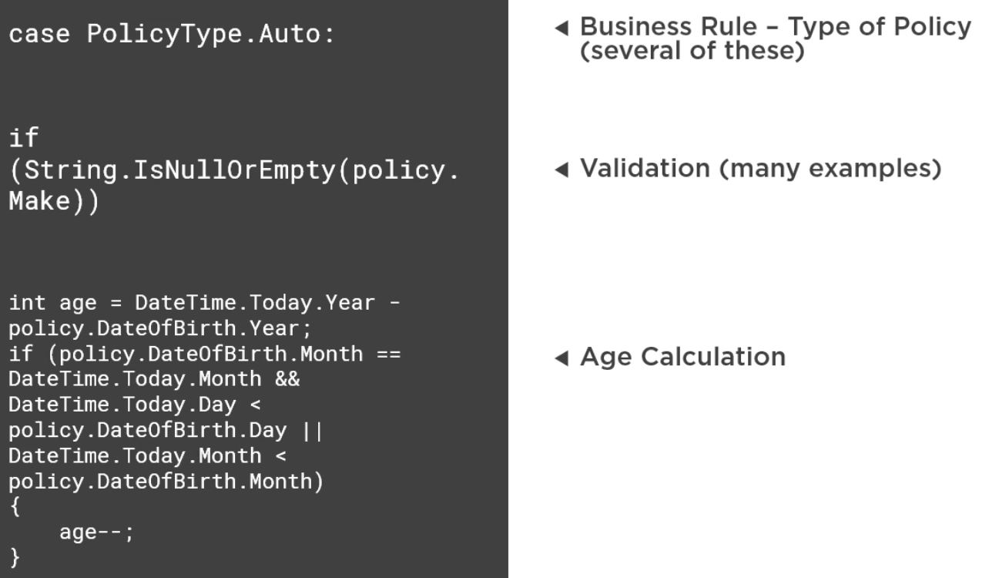 case PolicyType.Auto:
◄ Business Rule – Type of Policy
(several of these)
if
(String.IsNullOrEmpty(policy.
Make))
◄ Validation (many examples)
int age = DateTime.Today.Year -
policy.DateOfBirth.Year;
if (policy.DateOfBirth.Month ==
DateTime.Today.Month &&
DateTime.Today.Day <
policy.DateOfBirth.Day ||
DateTime.Today.Month <
policy.DateOfBirth.Month)
{
    age--;
}
◄ Age Calculation